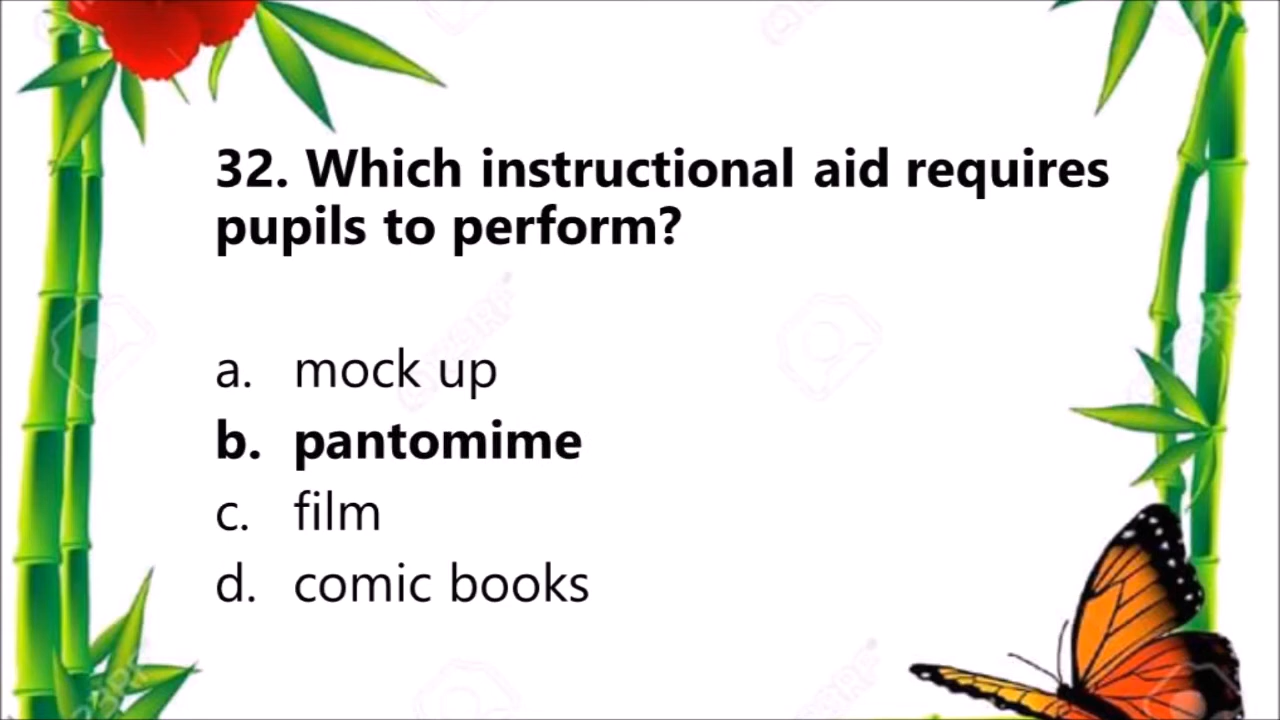 32. Which instructional aid requires
pupils to perform?
a. mock up
b. pantomime
c. film
d. comic books